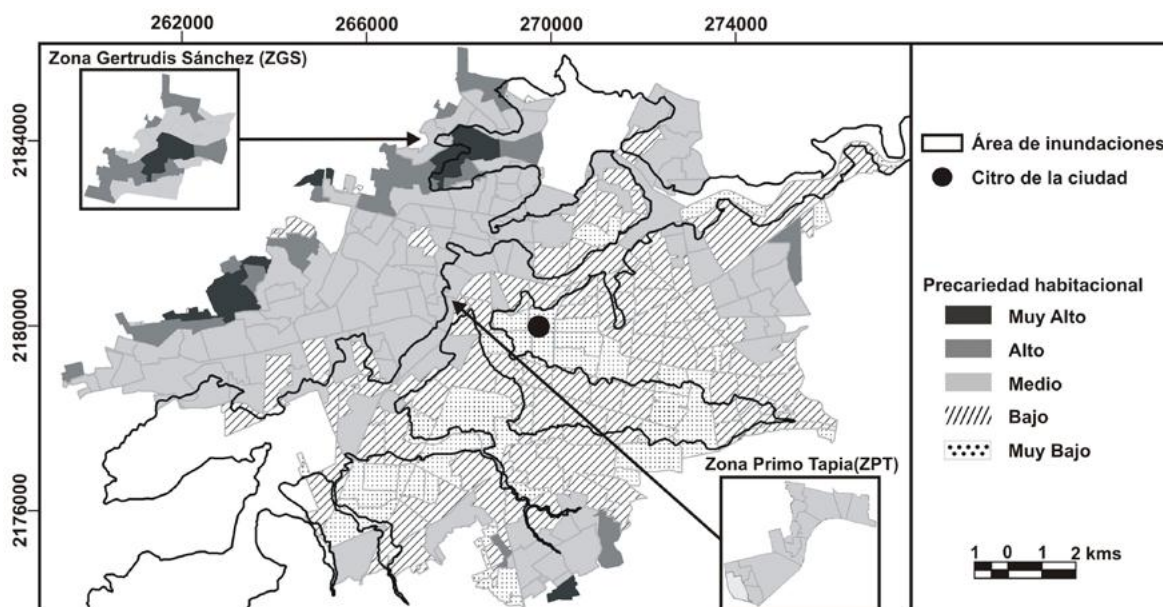 262000
266000
270000
274000
Zona Gertrudis Sánchez (ZGS)
2184000
2180000
2176000
Zona Primo Tapia(ZPT)
Área de inundaciones
Citro de la ciudad
Precariedad habitacional
Muy Alto
Alto
Medio
Bajo
Muy Bajo
1 0 1 2 kms